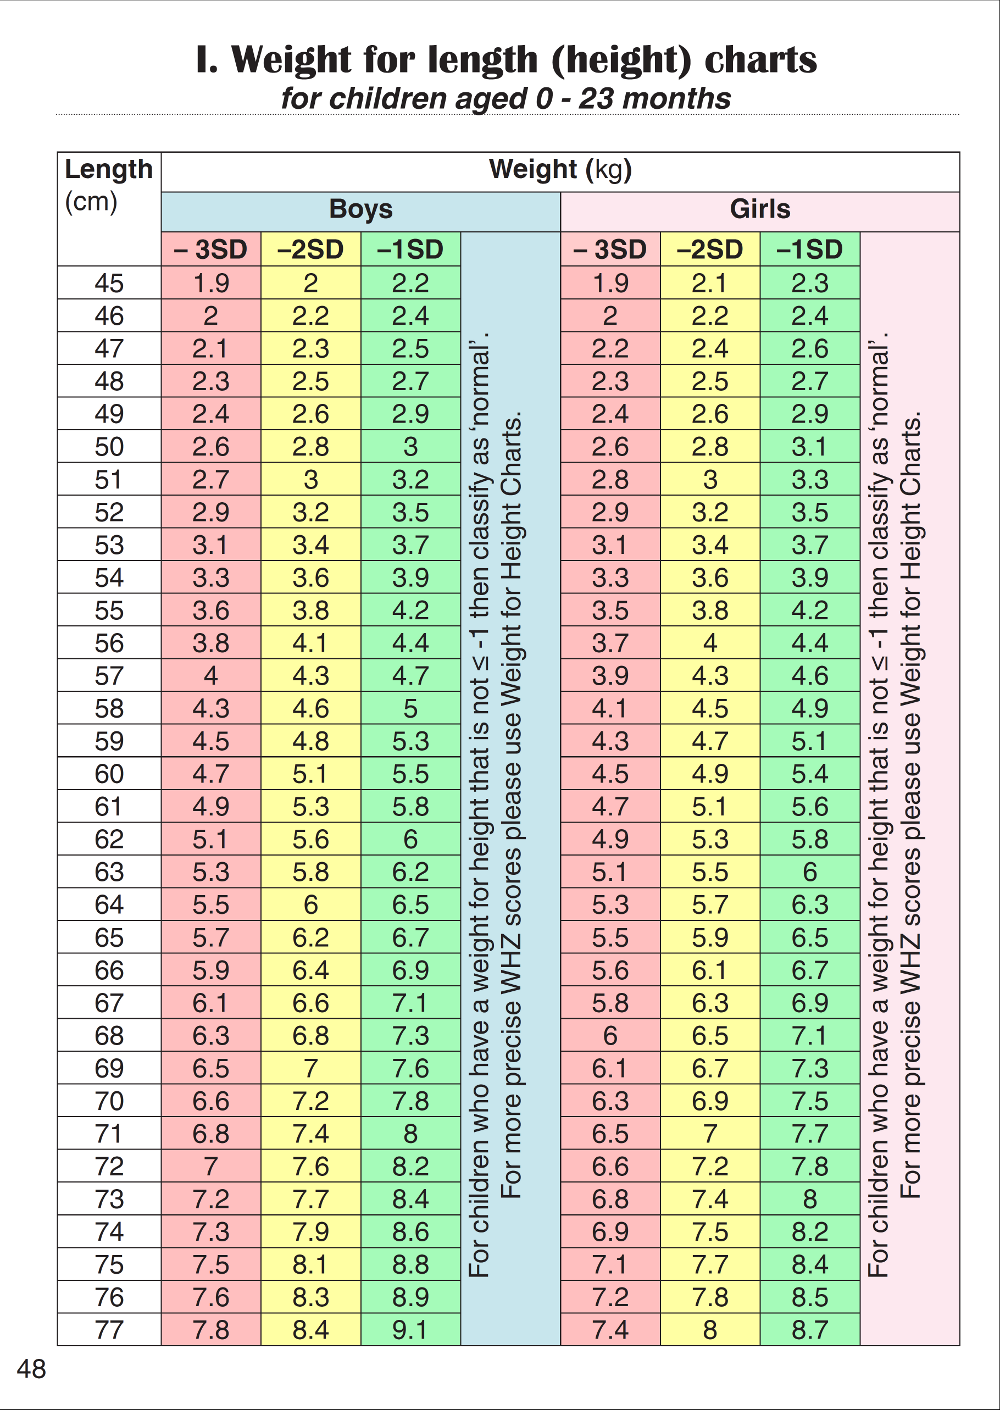 I. Weight for length (height) charts
for children aged 0 - 23 months
Length (cm) Weight (kg)
Boys Girls
– 3SD –2SD –1SD – 3SD –2SD –1SD
45 1.9 2 2.2 1.9 2.1 2.3
46 2 2.2 2.4 2 2.2 2.4
47 2.1 2.3 2.5 2.2 2.4 2.6
48 2.3 2.5 2.7 2.3 2.5 2.7
49 2.4 2.6 2.9 2.4 2.6 2.9
50 2.6 2.8 3 2.6 2.8 3.1
51 2.7 3 3.2 2.8 3 3.3
52 2.9 3.2 3.5 2.9 3.2 3.5
53 3.1 3.4 3.7 3.1 3.4 3.7
54 3.3 3.6 3.9 3.3 3.6 3.9
55 3.6 3.8 4.2 3.5 3.8 4.2
56 3.8 4.1 4.4 3.7 4 4.4
57 4 4.3 4.7 3.9 4.3 4.6
58 4.3 4.6 5 4.1 4.5 4.9
59 4.5 4.8 5.3 4.3 4.7 5.1
60 4.7 5.1 5.5 4.5 4.9 5.4
61 4.9 5.3 5.8 4.7 5.1 5.6
62 5.1 5.6 6 4.9 5.3 5.8
63 5.3 5.8 6.2 5.1 5.5 6
64 5.5 6 6.5 5.3 5.7 6.3
65 5.7 6.2 6.7 5.5 5.9 6.5
66 5.9 6.4 6.9 5.6 6.1 6.7
67 6.1 6.6 7.1 5.8 6.3 6.9
68 6.3 6.8 7.3 6 6.5 7.1
69 6.5 7 7.6 6.1 6.7 7.3
70 6.6 7.2 7.8 6.3 6.9 7.5
71 6.8 7.4 8 6.5 7 7.7
72 7 7.6 8.2 6.6 7.2 7.8
73 7.2 7.7 8.4 6.8 7.4 8
74 7.3 7.9 8.6 6.9 7.5 8.2
75 7.5 8.1 8.8 7.1 7.7 8.4
76 7.6 8.3 8.9 7.2 7.8 8.5
77 7.8 8.4 9.1 7.4 8 8.7
For children who have a weight for height that is not ≤ -1 then classify as ‘normal’ .
For more precise WHZ scores please use Weight for Height Charts.
For children who have a weight for height that is not ≤ -1 then classify as ‘normal’ .
For more precise WHZ scores please use Weight for Height Charts.
48